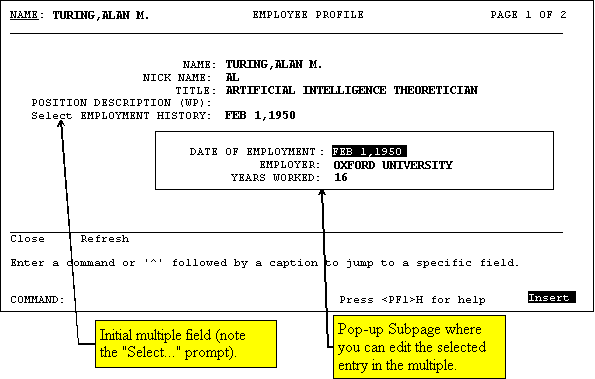 NAME: TURING,ALAN M. EMPLOYEE PROFILE PAGE 1 OF 2
NAME: TURING,ALAN M.
NICK NAME: AL
TITLE: ARTIFICIAL INTELLIGENCE THEORETICIAN
POSITION DESCRIPTION (WP):
Select EMPLOYMENT HISTORY: FEB 1,1950
DATE OF EMPLOYMENT: FEB 1,1950
EMPLOYER: OXFORD UNIVERSITY
YEARS WORKED: 16
Close Refresh
Enter a command or '^' followed by a caption to jump to a specific field.
COMMAND: Press <PF1>H for help Insert
Initial multiple field (note
the "Select..." prompt).
Pop-up Subpage where
you can edit the selected
entry in the multiple.